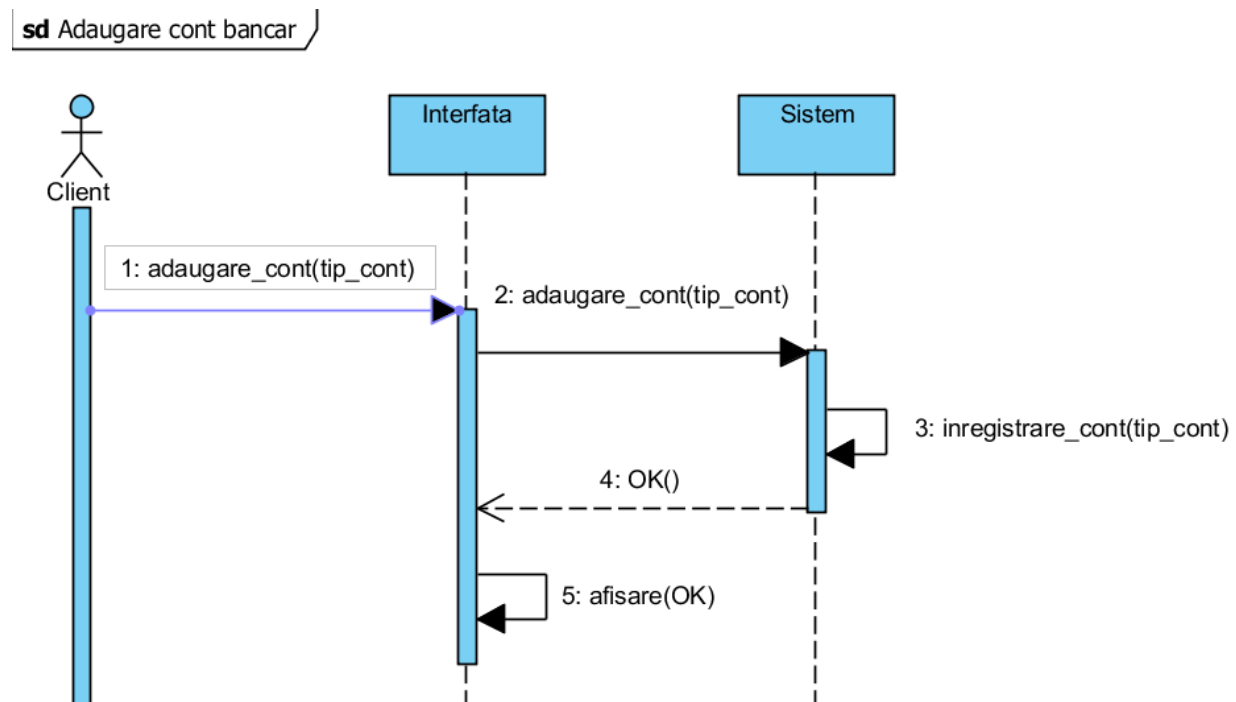 sd Adaugare cont bancar
Client
Interfata
Sistem
1: adaugare_cont(tip_cont)
2: adaugare_cont(tip_cont)
3: inregistrare_cont(tip_cont)
4: OK()
5: afisare(OK)